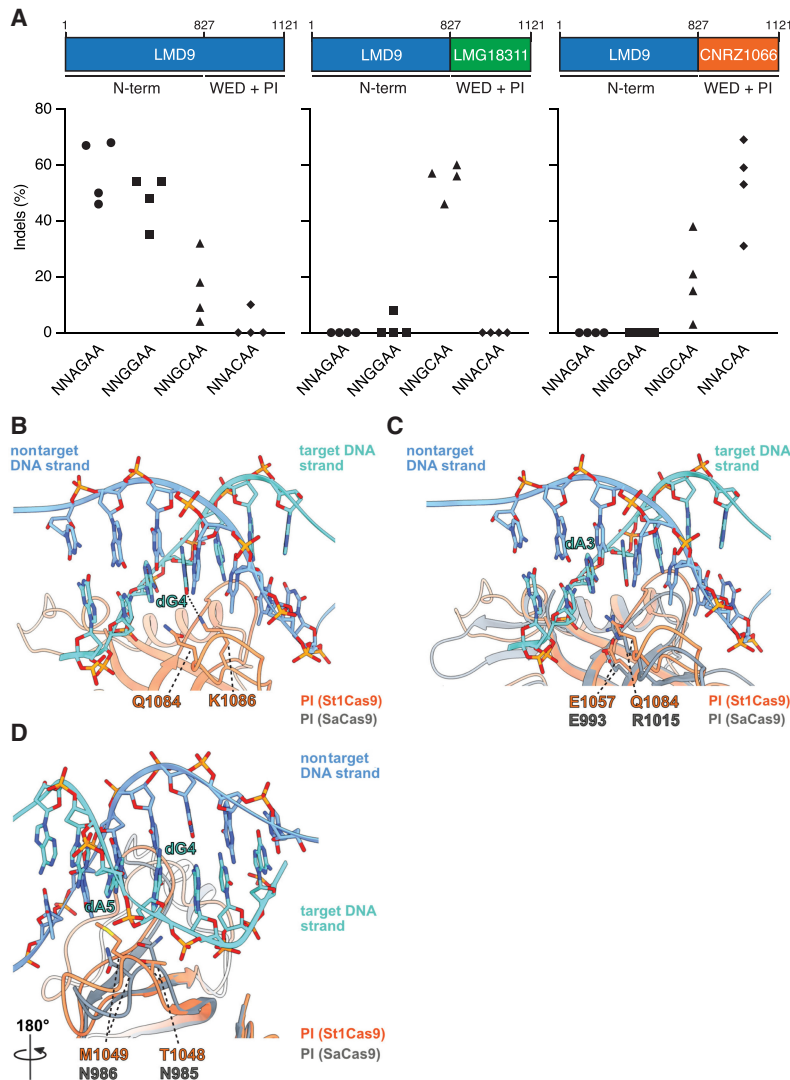 A
1 827 1121
LMD9
N-term WED + PI
1 827 1121
LMD9 LMG18311
N-term WED + PI
1 827 1121
LMD9 CNRZ1066
N-term WED + PI
Indels (%)
80
60
40
20
0
NNAGAA NNGGAA NNGCAA NNACAA
NNAGAA NNGGAA NNGCAA NNACAA
NNAGAA NNGGAA NNGCAA NNACAA
B
nontarget
DNA strand
target DNA
strand
dG4
Q1084 K1086
PI (St1Cas9)
PI (SaCas9)
C
nontarget
DNA strand
target DNA
strand
dA3
E1057 Q1084
E993 R1015
PI (St1Cas9)
PI (SaCas9)
D
nontarget
DNA strand
dG4
dA5
target DNA
strand
180°
M1049 T1048
N986 N985
PI (St1Cas9)
PI (SaCas9)